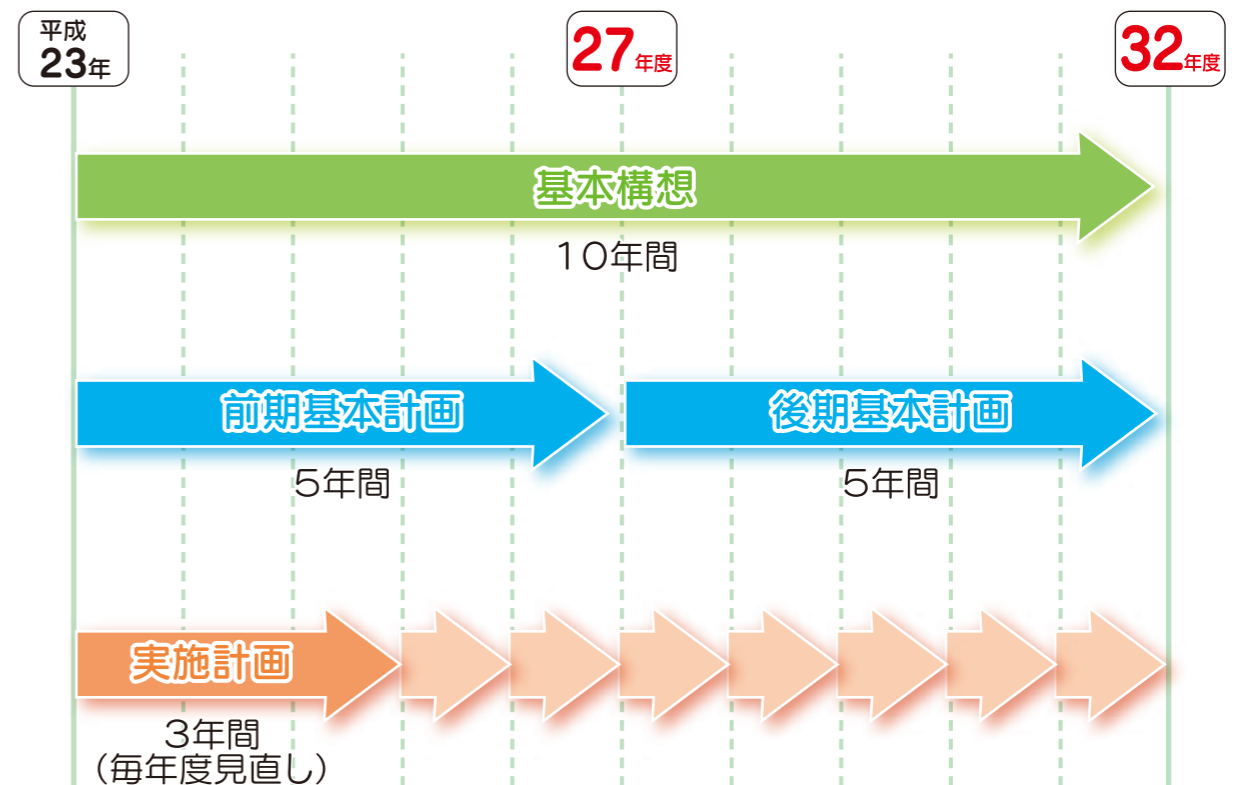 平成
23年
27年度
32年度
基本構想
10年間
前期基本計画
後期基本計画
5年間
5年間
実施計画
3年間
（毎年度見直し）